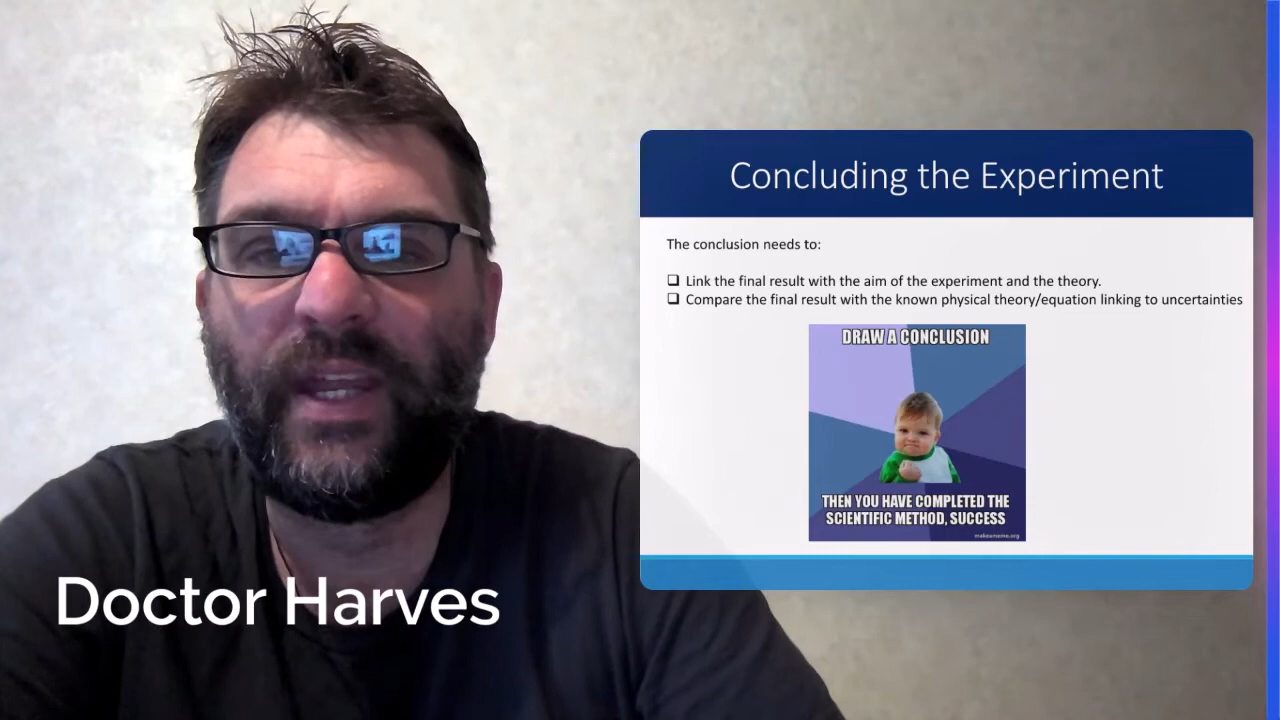 Concluding the Experiment
The conclusion needs to:
Link the final result with the aim of the experiment and the theory.
Compare the final result with the known physical theory/equation linking to uncertainties
DRAW A CONCLUSION
THEN YOU HAVE COMPLETED THE
SCIENTIFIC METHOD, SUCCESS
makeameme.org
Doctor Harves